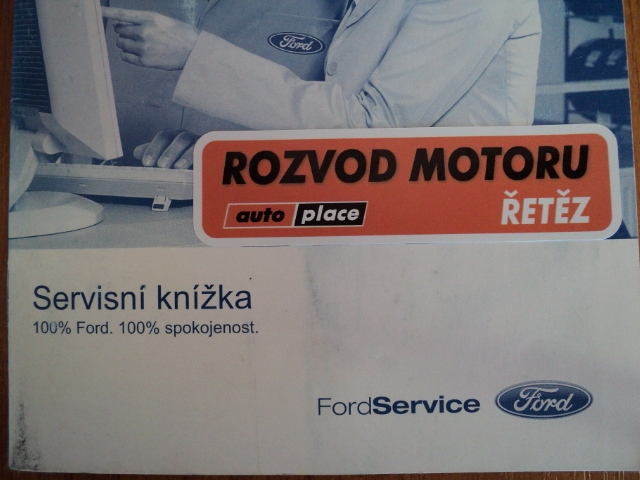 Ford
ROZVOD MOTORU
auto place
ŘETĚZ
Servisní knížka
100% Ford. 100% spokojenost.
FordService Ford